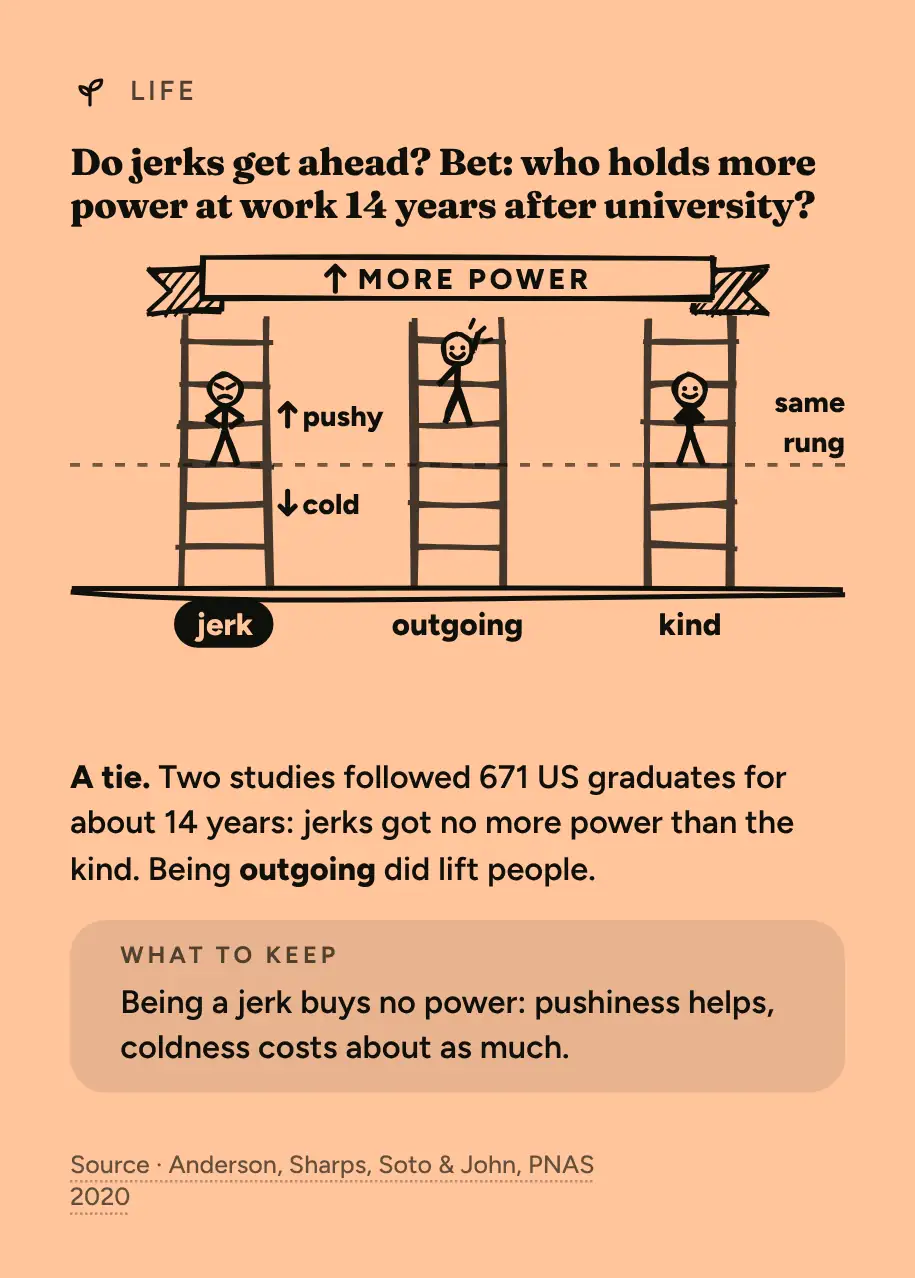 LIFE
Do jerks get ahead? Bet: who holds more
power at work 14 years after university?
↑ MORE POWER
↑ pushy
same
rung
↓ cold
jerk
outgoing
kind
A tie. Two studies followed 671 US graduates for
about 14 years: jerks got no more power than the
kind. Being outgoing did lift people.
WHAT TO KEEP
Being a jerk buys no power: pushiness helps,
coldness costs about as much.
Source · Anderson, Sharps, Soto & John, PNAS
2020